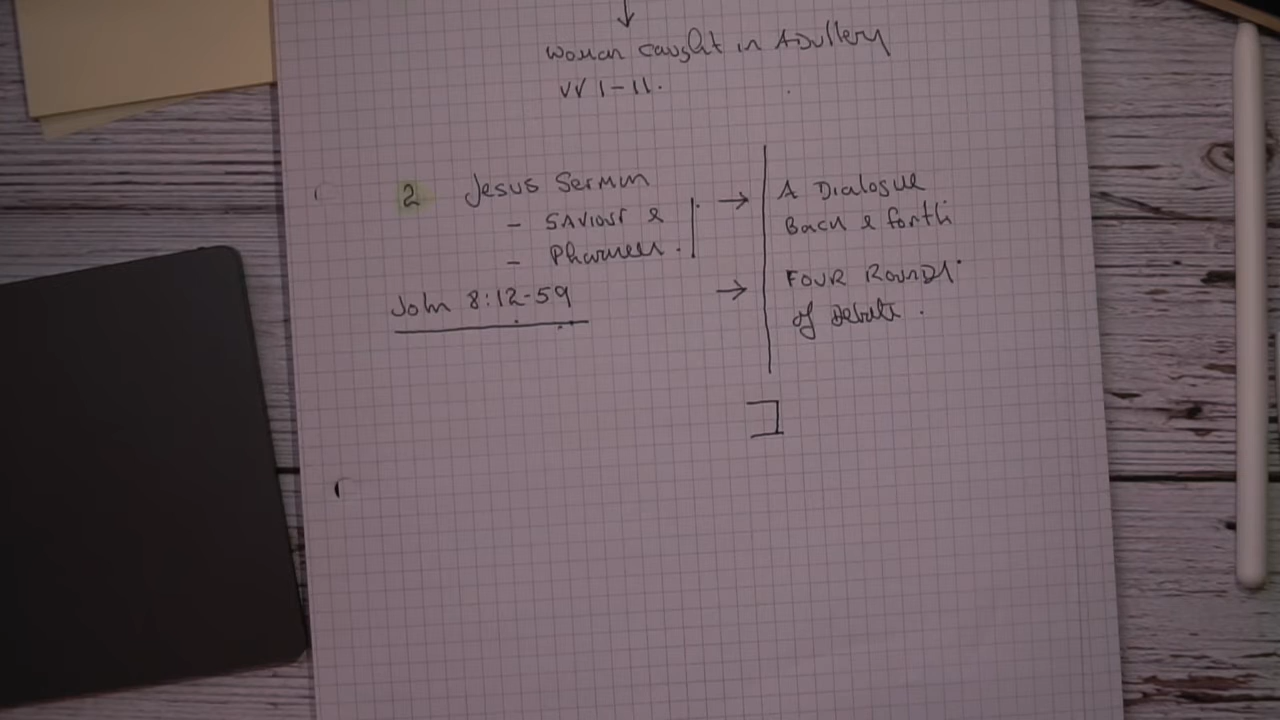 ↓
Woman caught in Adultery
VV 1-11.
2 Jesus Sermon
- Saviour &
- Pharisees.
John 8:12-59
→ A Dialogue
Back & forth
→ Four Rounds
of Debate.